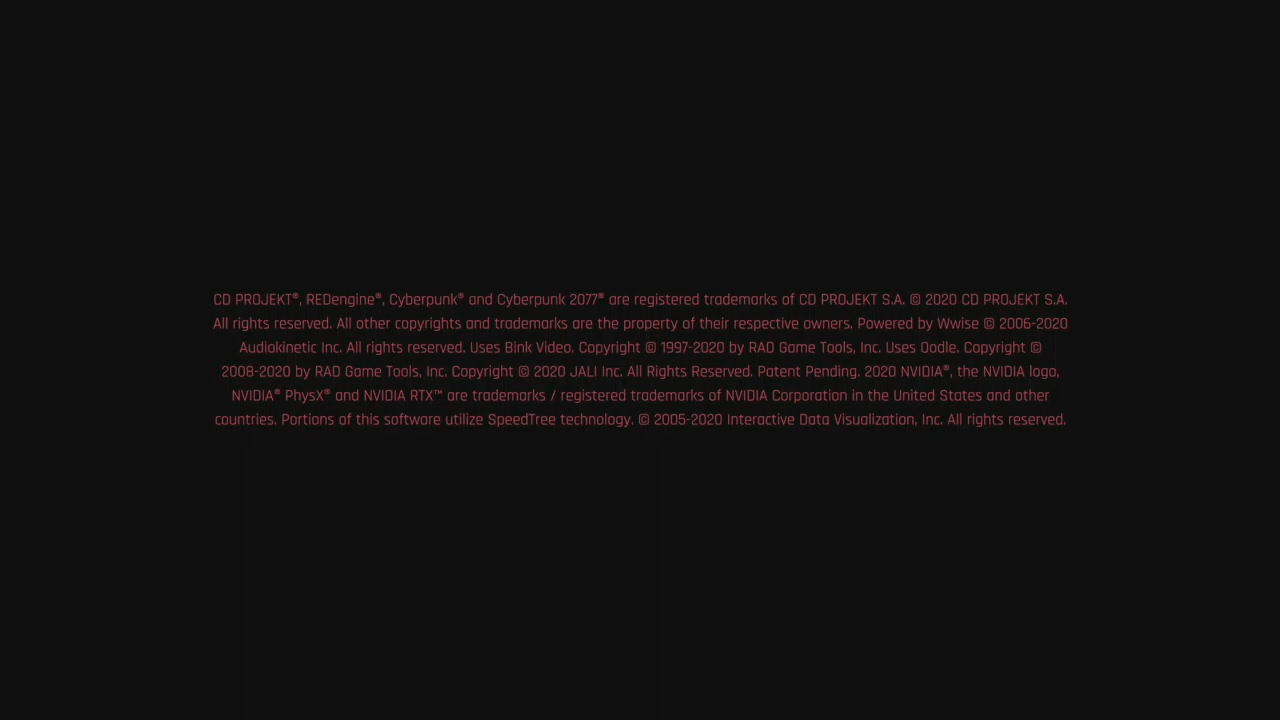 CD PROJEKT®, REDengine®, Cyberpunk® and Cyberpunk 2077® are registered trademarks of CD PROJEKT S.A. © 2020 CD PROJEKT S.A.
All rights reserved. All other copyrights and trademarks are the property of their respective owners. Powered by Wwise © 2006-2020
Audiokinetic Inc. All rights reserved. Uses Bink Video. Copyright © 1997-2020 by RAD Game Tools, Inc. Uses Oodle. Copyright ©
2008-2020 by RAD Game Tools, Inc. Copyright © 2020 JALI Inc. All Rights Reserved. Patent Pending. 2020 NVIDIA®, the NVIDIA logo,
NVIDIA® PhysX® and NVIDIA RTX™ are trademarks / registered trademarks of NVIDIA Corporation in the United States and other
countries. Portions of this software utilize SpeedTree technology. © 2005-2020 Interactive Data Visualization, Inc. All rights reserved.